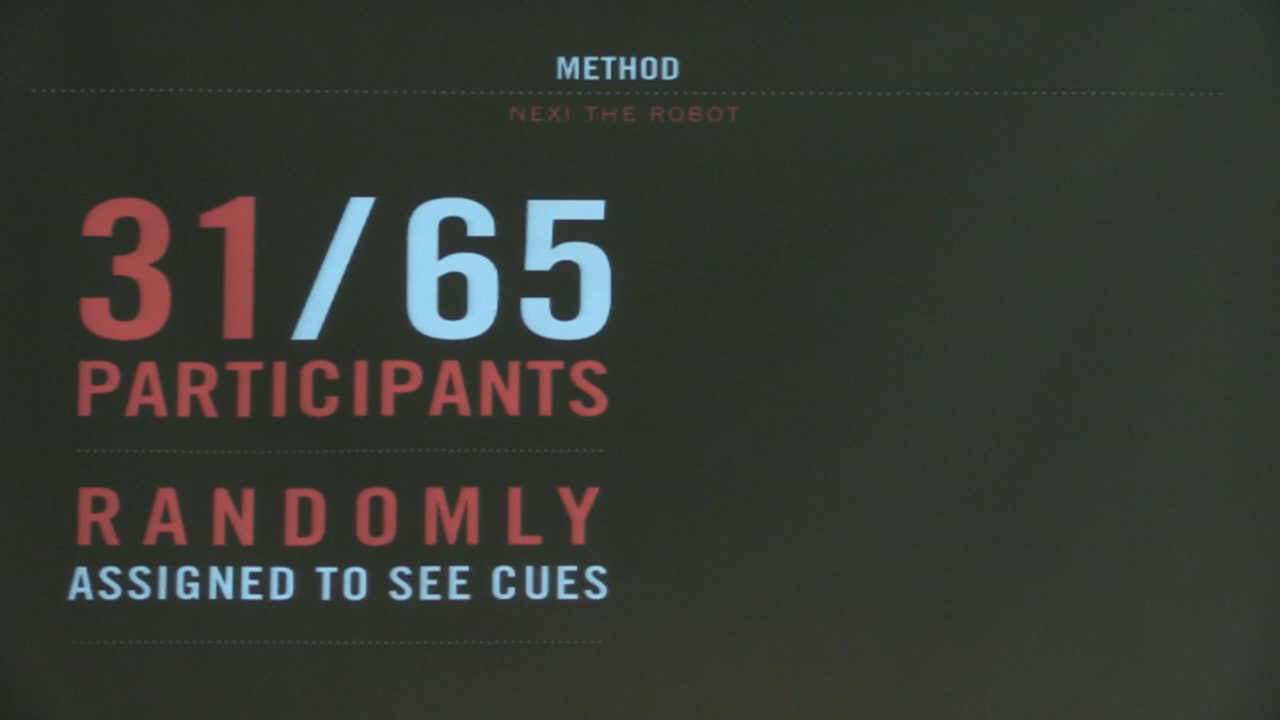 METHOD
NEXI THE ROBOT
31/65
PARTICIPANTS
RANDOMLY
ASSIGNED TO SEE CUES